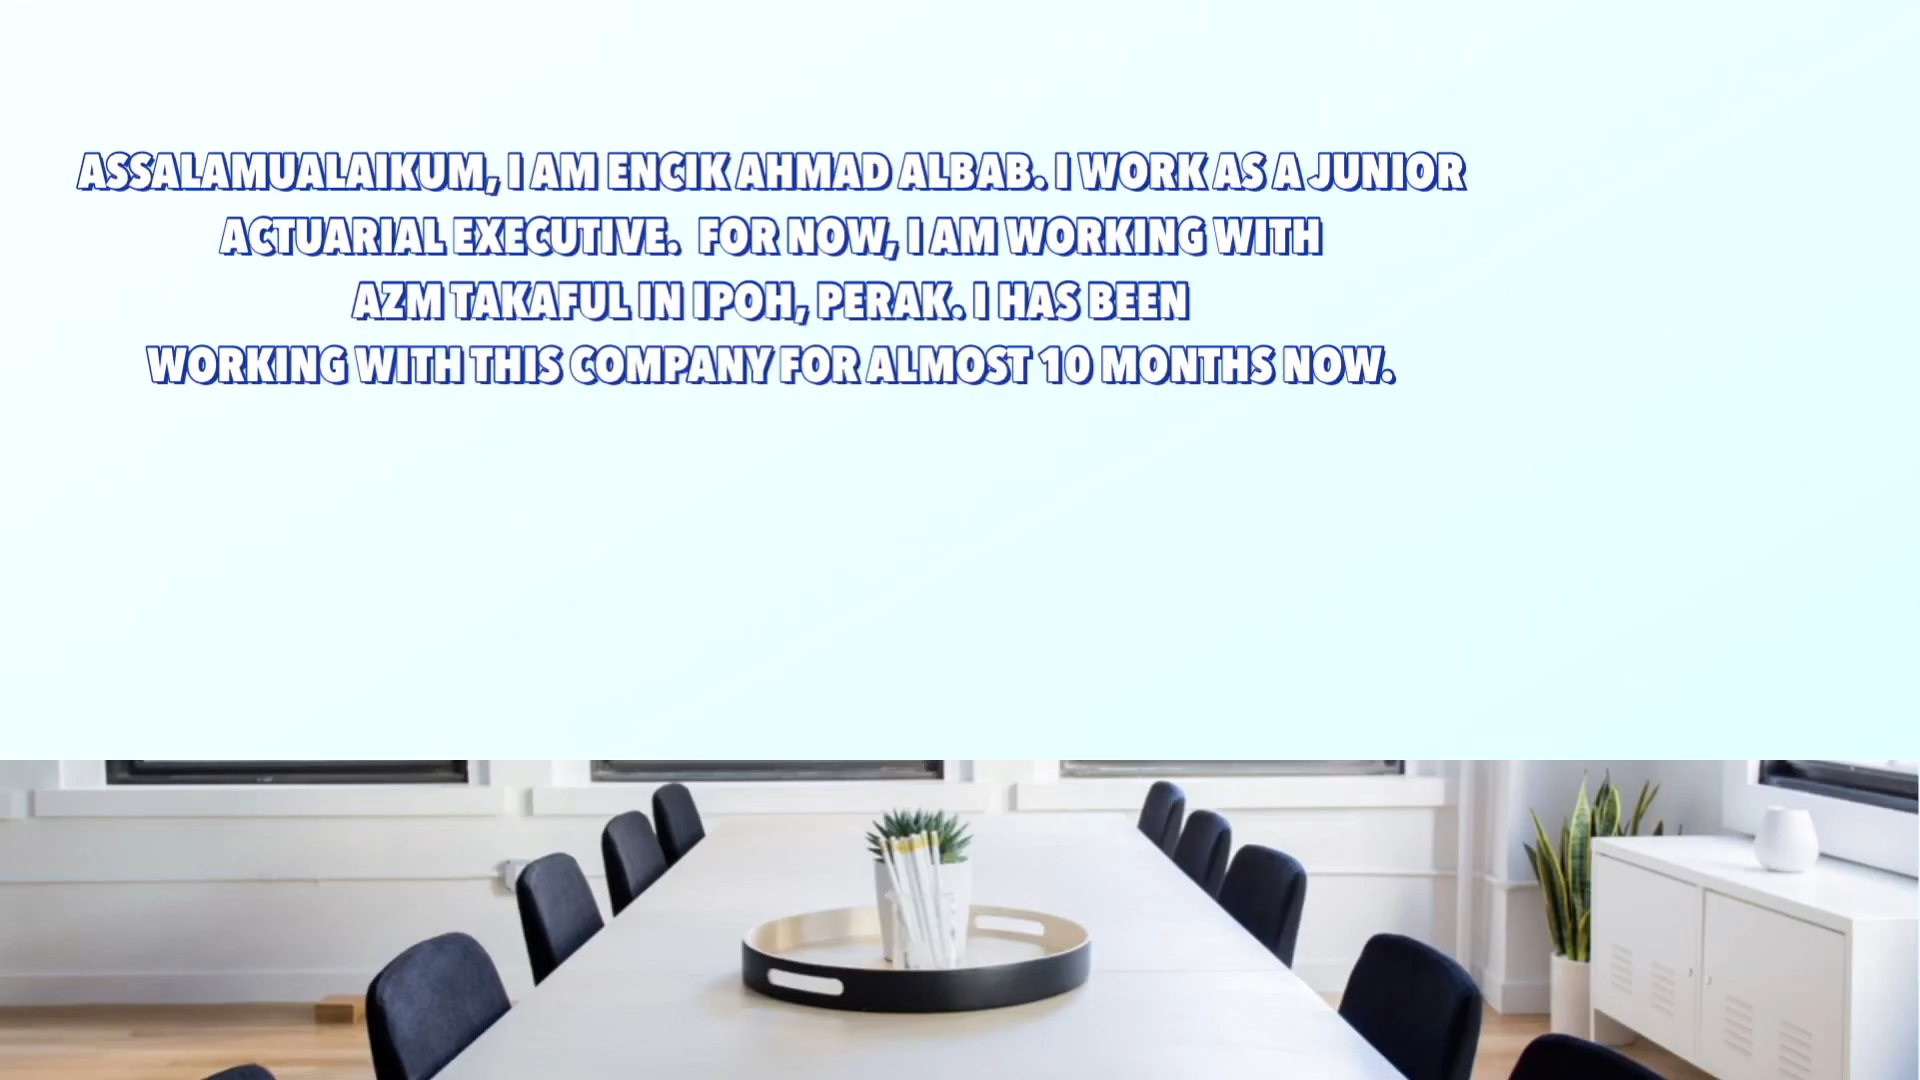 ASSALAMUALAIKUM, I AM ENCIK AHMAD ALBAB. I WORK AS A JUNIOR
ACTUARIAL EXECUTIVE.  FOR NOW, I AM WORKING WITH
AZM TAKAFUL IN IPOH, PERAK. I HAS BEEN
WORKING WITH THIS COMPANY FOR ALMOST 10 MONTHS NOW.